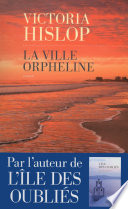 VICTORIA
HISLOP
LA VILLE
ORPHELINE
Par l'auteur de
L'ÎLE DES
OUBLIÉS